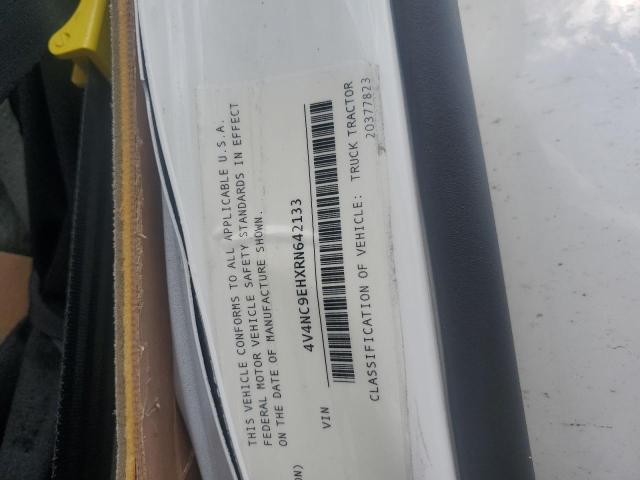 THIS VEHICLE CONFORMS TO ALL APPLICABLE U.S.A.
FEDERAL MOTOR VEHICLE SAFETY STANDARDS IN EFFECT
ON THE DATE OF MANUFACTURE SHOWN.
4V4NC9EHXRN642133
VIN
CLASSIFICATION OF VEHICLE: TRUCK TRACTOR
20377823